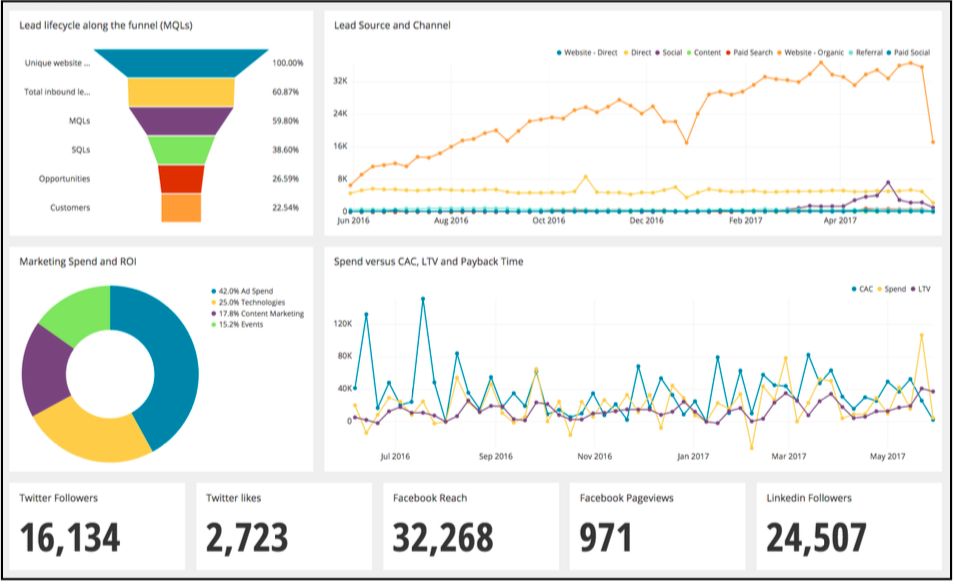 Lead lifecycle along the funnel (MQLs)
Unique website ...
100.00%
Total inbound le...
60.87%
MQLs
59.80%
SQLs
38.60%
Opportunities
26.59%
Customers
22.54%
Lead Source and Channel
Website - Direct Direct Social Content Paid Search Website - Organic Referral Paid Social
32K
24K
16K
8K
0
Jun 2016 Aug 2016 Oct 2016 Dec 2016 Feb 2017 Apr 2017
Marketing Spend and ROI
42.0% Ad Spend
25.0% Technologies
17.8% Content Marketing
15.2% Events
Spend versus CAC, LTV and Payback Time
CAC Spend LTV
120K
80K
40K
0
Jul 2016 Sep 2016 Nov 2016 Jan 2017 Mar 2017 May 2017
Twitter Followers
16,134
Twitter likes
2,723
Facebook Reach
32,268
Facebook Pageviews
971
Linkedin Followers
24,507